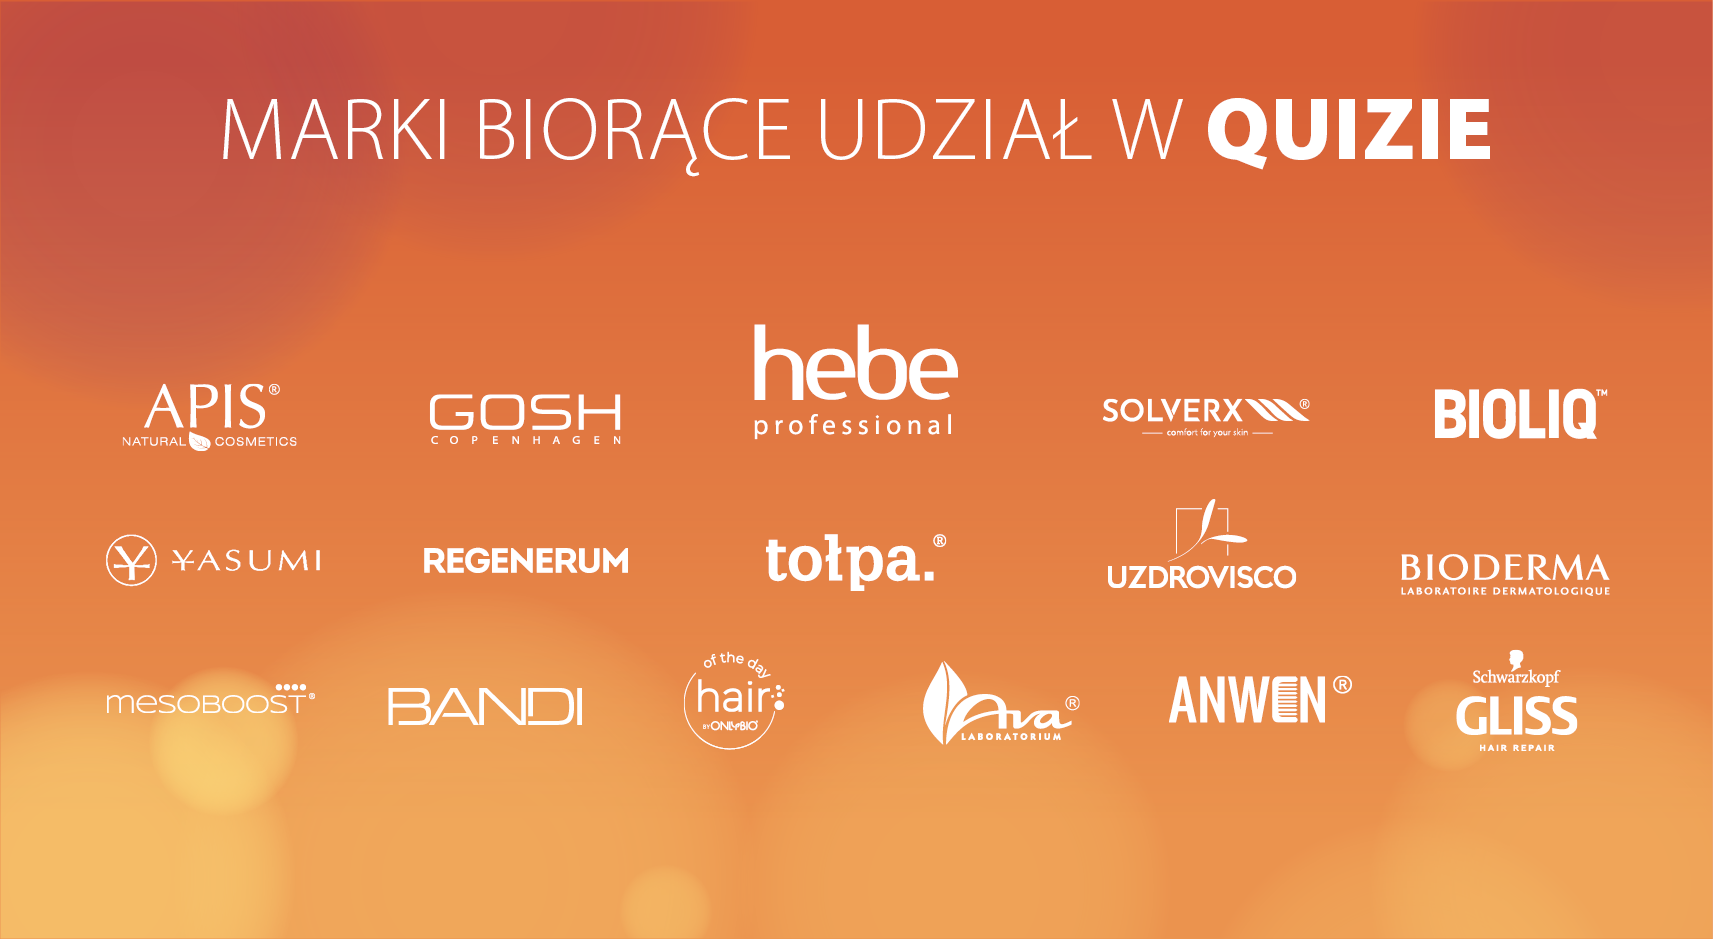 MARKI BIORĄCE UDZIAŁ W QUIZIE
APIS®
NATURAL COSMETICS
GOSH
COPENHAGEN
hebe
professional
SOLVERX®
comfort for your skin
BIOLIQ™
YASUMI
REGENERUM
tołpa.®
UZDROVISCO
BIODERMA
LABORATOIRE DERMATOLOGIQUE
mesoboost®
BANDI
of the day
hair
BY ONLYBIO
Ava®
LABORATORIUM
ANWEN®
Schwarzkopf
GLISS
HAIR REPAIR